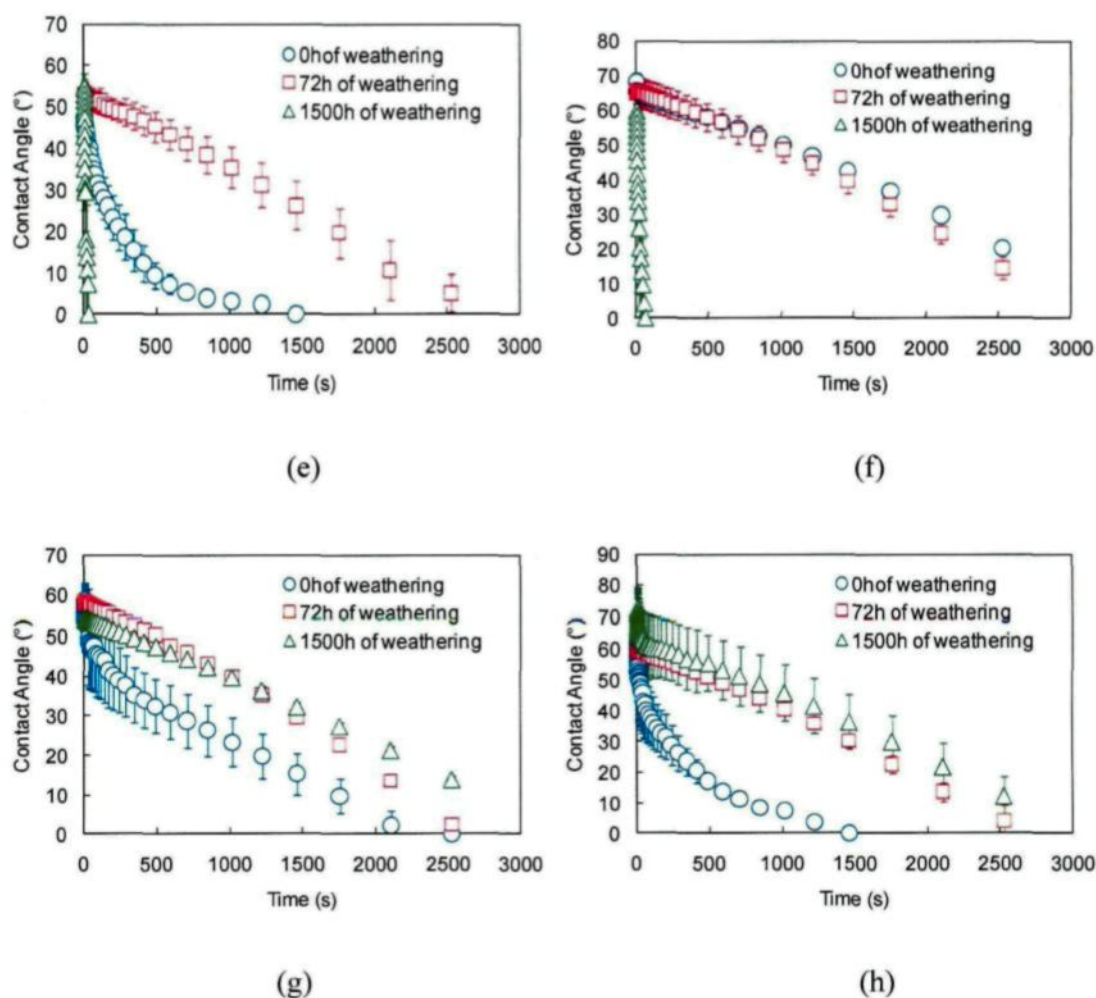 70
60
50
40
30
20
10
0
Contact Angle (°)
0hof weathering
72h of weathering
1500h of weathering
0 500 1000 1500 2000 2500 3000
Time (s)
(e)
80
70
60
50
40
30
20
10
0
Contact Angle (°)
0hof weathering
72h of weathering
1500h of weathering
0 500 1000 1500 2000 2500 3000
Time (s)
(f)
70
60
50
40
30
20
10
0
Contact Angle (°)
0hof weathering
72h of weathering
1500h of weathering
0 500 1000 1500 2000 2500 3000
Time (s)
(g)
90
80
70
60
50
40
30
20
10
0
Contact Angle (°)
0hof weathering
72h of weathering
1500h of weathering
0 500 1000 1500 2000 2500 3000
Time (s)
(h)